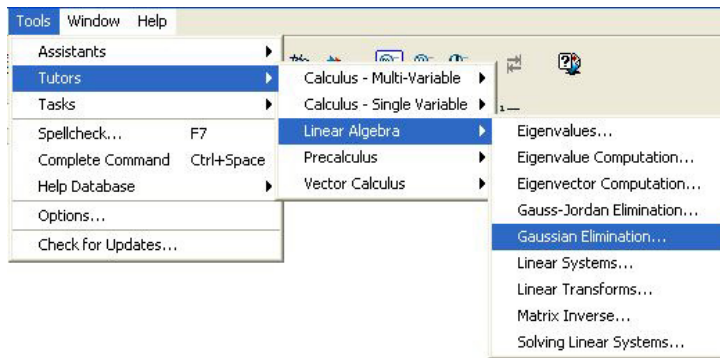 Tools Window Help
Assistants
Tutors
Tasks
Spellcheck... F7
Complete Command Ctrl+Space
Help Database
Options...
Check for Updates...
Calculus - Multi-Variable
Calculus - Single Variable
Linear Algebra
Precalculus
Vector Calculus
Eigenvalues...
Eigenvalue Computation...
Eigenvector Computation...
Gauss-Jordan Elimination...
Gaussian Elimination...
Linear Systems...
Linear Transforms...
Matrix Inverse...
Solving Linear Systems...